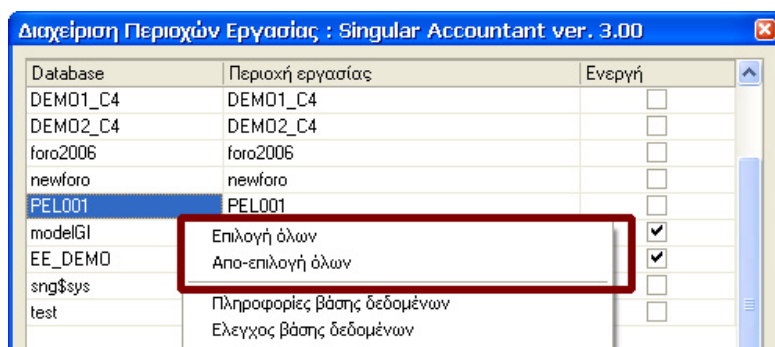 Διαχείριση Περιοχών Εργασίας : Singular Accountant ver. 3.00
Database Περιοχή εργασίας Ενεργή
DEMO1_C4 DEMO1_C4
DEMO2_C4 DEMO2_C4
foro2006 foro2006
newforo newforo
PEL001 PEL001
modelGI Επιλογή όλων
EE_DEMO Απο-επιλογή όλων
sng$sys
test Πληροφορίες βάσης δεδομένων
Ελεγχος βάσης δεδομένων